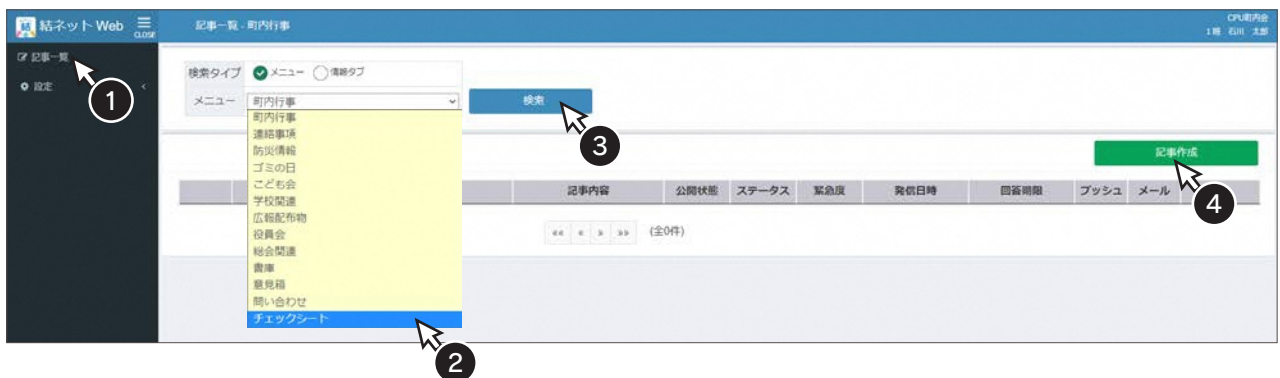 結ネット Web
CLOSE
記事一覧 - 町内行事
CPU町内会
1班 石川 太郎
記事一覧
設定
1
検索タイプ
メニュー
情報タブ
メニュー
町内行事
検索
3
町内行事
連絡事項
防災情報
ゴミの日
こども会
学校関連
広報配布物
役員会
総会関連
書庫
意見箱
問い合わせ
チェックシート
2
記事作成
4
記事内容
公開状態
ステータス
緊急度
発信日時
回答期限
プッシュ
メール
«« « » »» (全0件)